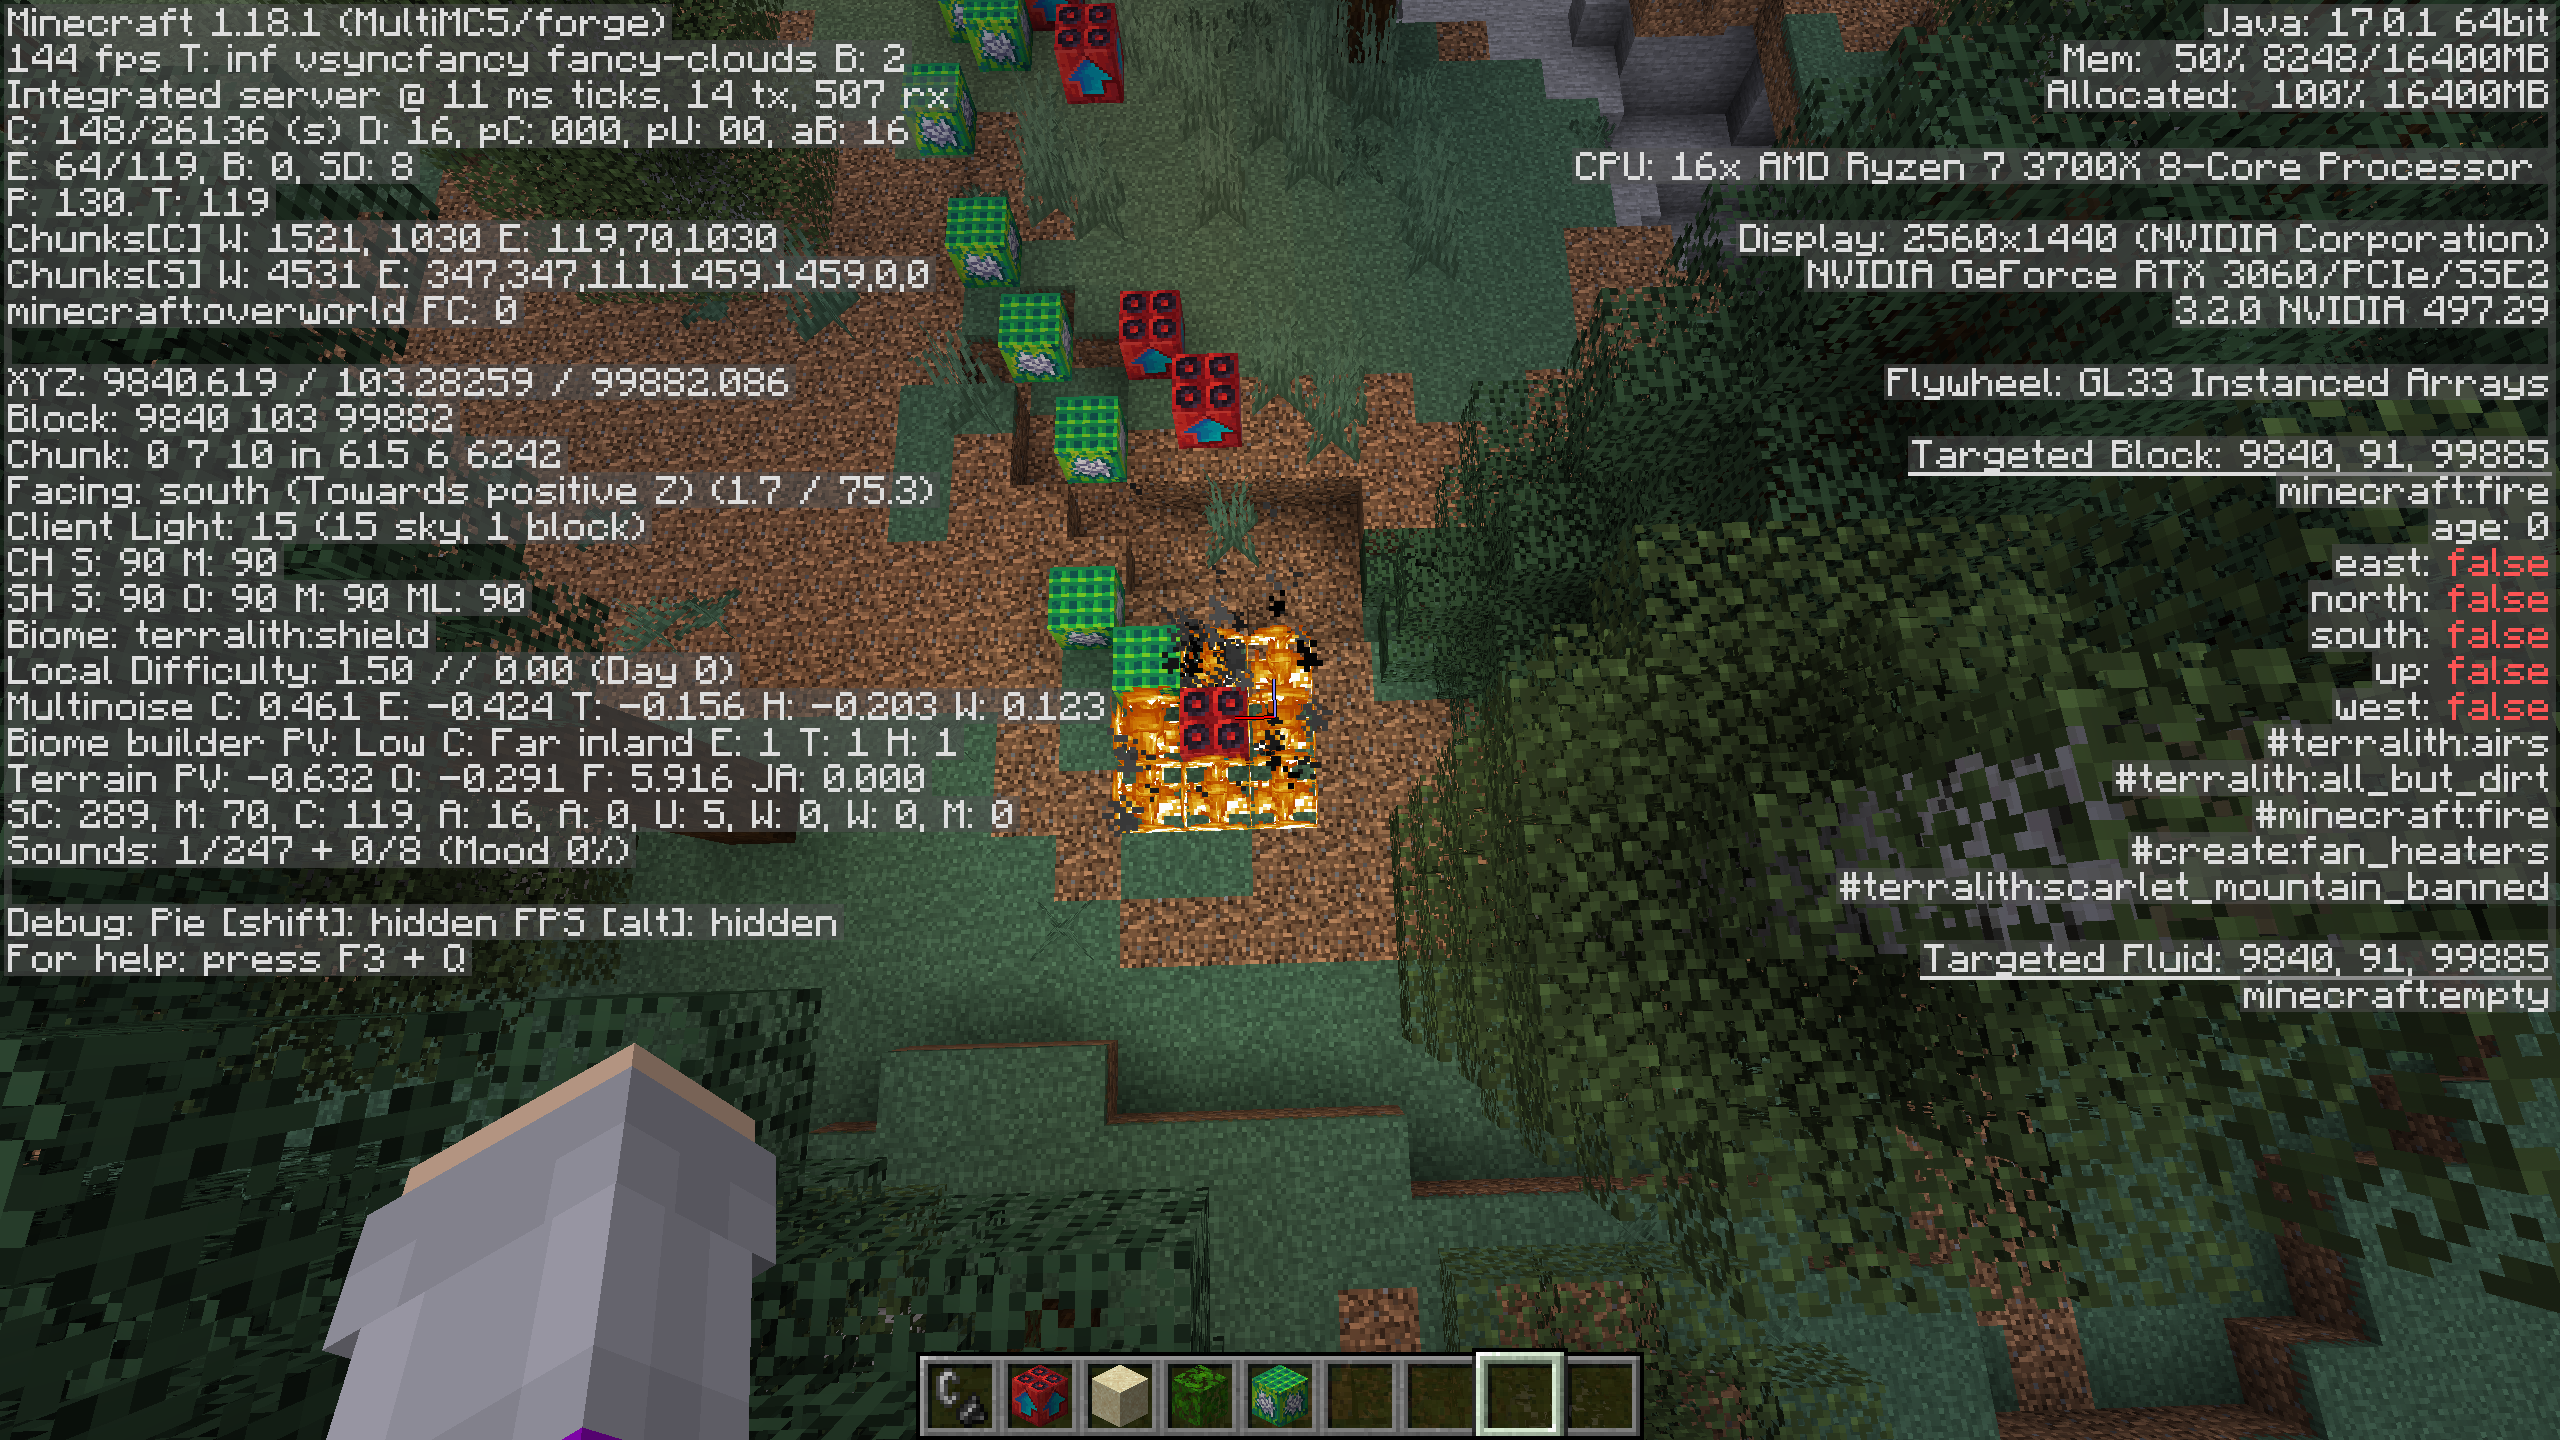 Minecraft 1.18.1 (MultiMC5/forge)
144 fps T: inf vsyncfancy fancy-clouds B: 2
Integrated server @ 11 ms ticks, 14 tx, 507 rx
C: 148/26136 (s) D: 16, pC: 000, pU: 00, aB: 16
E: 64/119, B: 0, SD: 8
P: 130. T: 119
Chunks[C] W: 1521, 1030 E: 119,70,1030
Chunks[S] W: 4531 E: 347,347,111,1459,1459,0,0
minecraft:overworld FC: 0
XYZ: 9840.619 / 103.28259 / 99882.086
Block: 9840 103 99882
Chunk: 0 7 10 in 615 6 6242
Facing: south (Towards positive Z) (1.7 / 75.3)
Client Light: 15 (15 sky, 1 block)
CH S: 90 M: 90
SH S: 90 O: 90 M: 90 ML: 90
Biome: terralith:shield
Local Difficulty: 1.50 // 0.00 (Day 0)
Multinoise C: 0.461 E: -0.424 T: -0.156 H: -0.203 W: 0.123
Biome builder PV: Low C: Far inland E: 1 T: 1 H: 1
Terrain PV: -0.632 O: -0.291 F: 5.916 JA: 0.000
SC: 289, M: 70, C: 119, A: 16, A: 0, U: 5, W: 0, W: 0, M: 0
Sounds: 1/247 + 0/8 (Mood 0%)
Debug: Pie [shift]: hidden FPS [alt]: hidden
For help: press F3 + Q
Java: 17.0.1 64bit
Mem: 50% 8248/16400MB
Allocated: 100% 16400MB
CPU: 16x AMD Ryzen 7 3700X 8-Core Processor
Display: 2560x1440 (NVIDIA Corporation)
NVIDIA GeForce RTX 3060/PCIe/SSE2
3.2.0 NVIDIA 497.29
Flywheel: GL33 Instanced Arrays
Targeted Block: 9840, 91, 99885
minecraft:fire
age: 0
east: false
north: false
south: false
up: false
west: false
#terralith:airs
#terralith:all_but_dirt
#minecraft:fire
#create:fan_heaters
#terralith:scarlet_mountain_banned
Targeted Fluid: 9840, 91, 99885
minecraft:empty